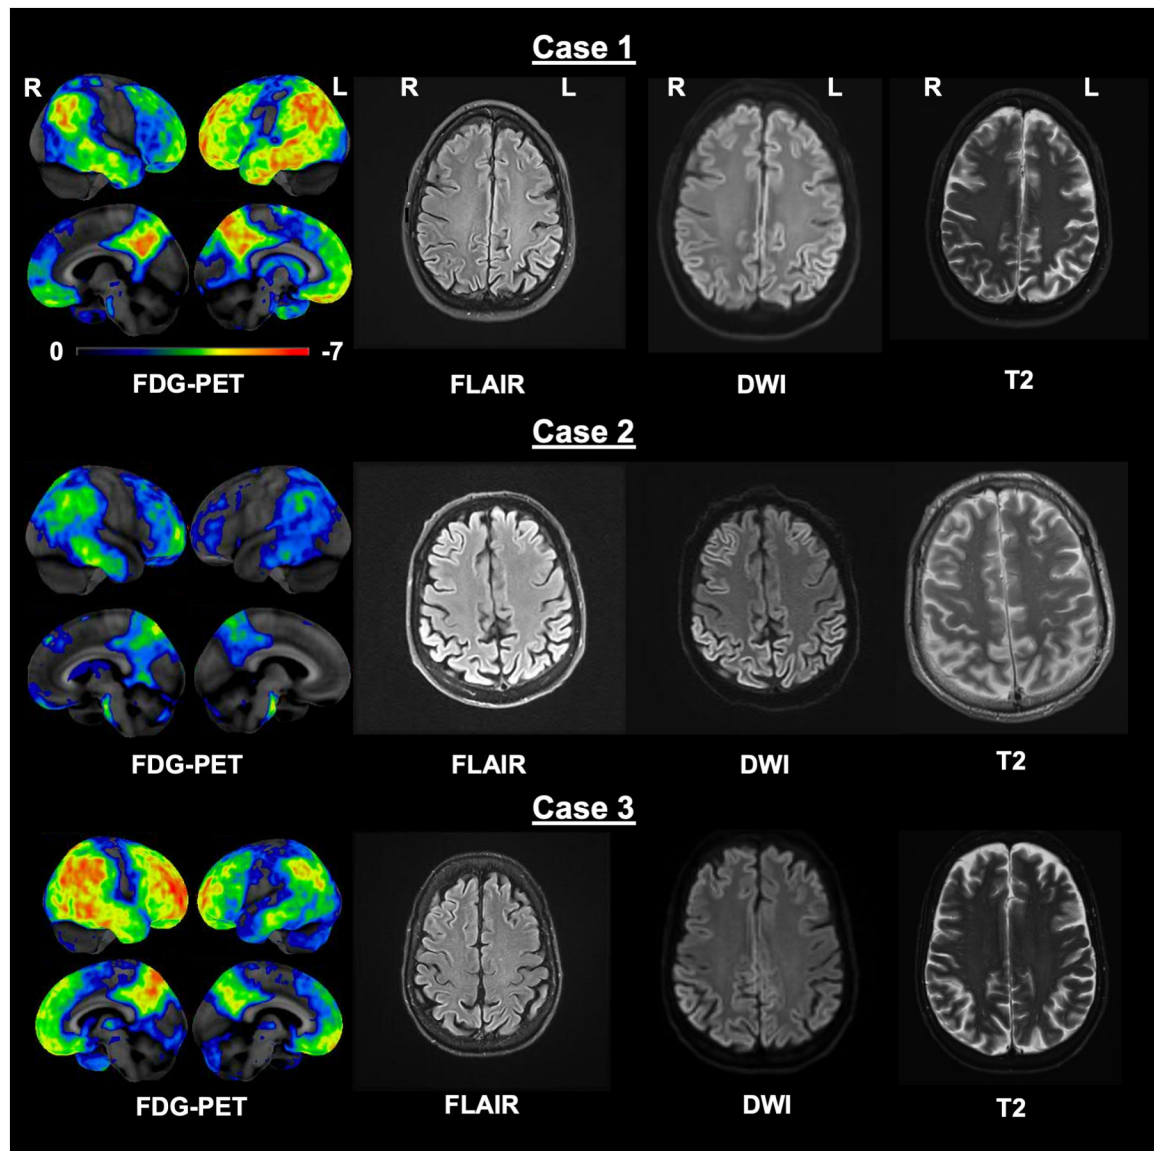 Case 1
R L R L R L R L
0 -7
FDG-PET FLAIR DWI T2
Case 2
FDG-PET FLAIR DWI T2
Case 3
FDG-PET FLAIR DWI T2